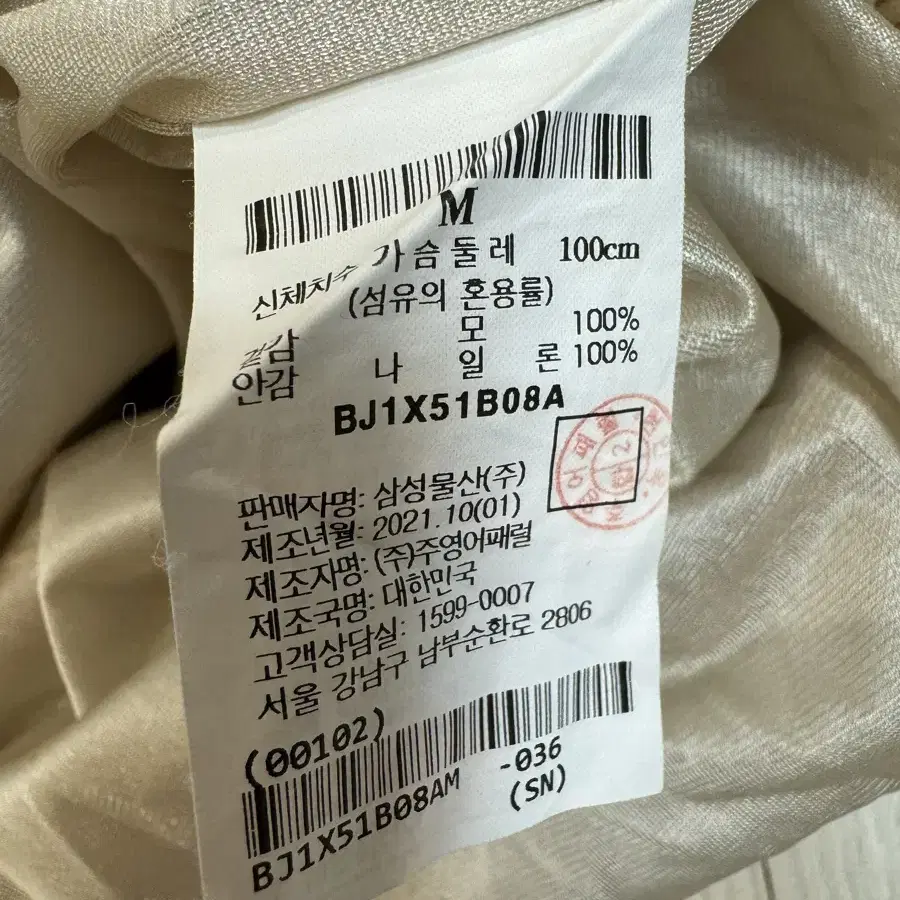 M
신체치수 가슴둘레 100cm
(섬유의 혼용률)
겉감 모 100%
안감 나일론 100%
BJ1X51B08A
판매자명: 삼성물산(주)
제조년월: 2021.10(01)
제조자명: (주)주영어패럴
제조국명: 대한민국
고객상담실: 1599-0007
서울 강남구 남부순환로 2806
(00102)
BJ1X51B08AM -036
(SN)